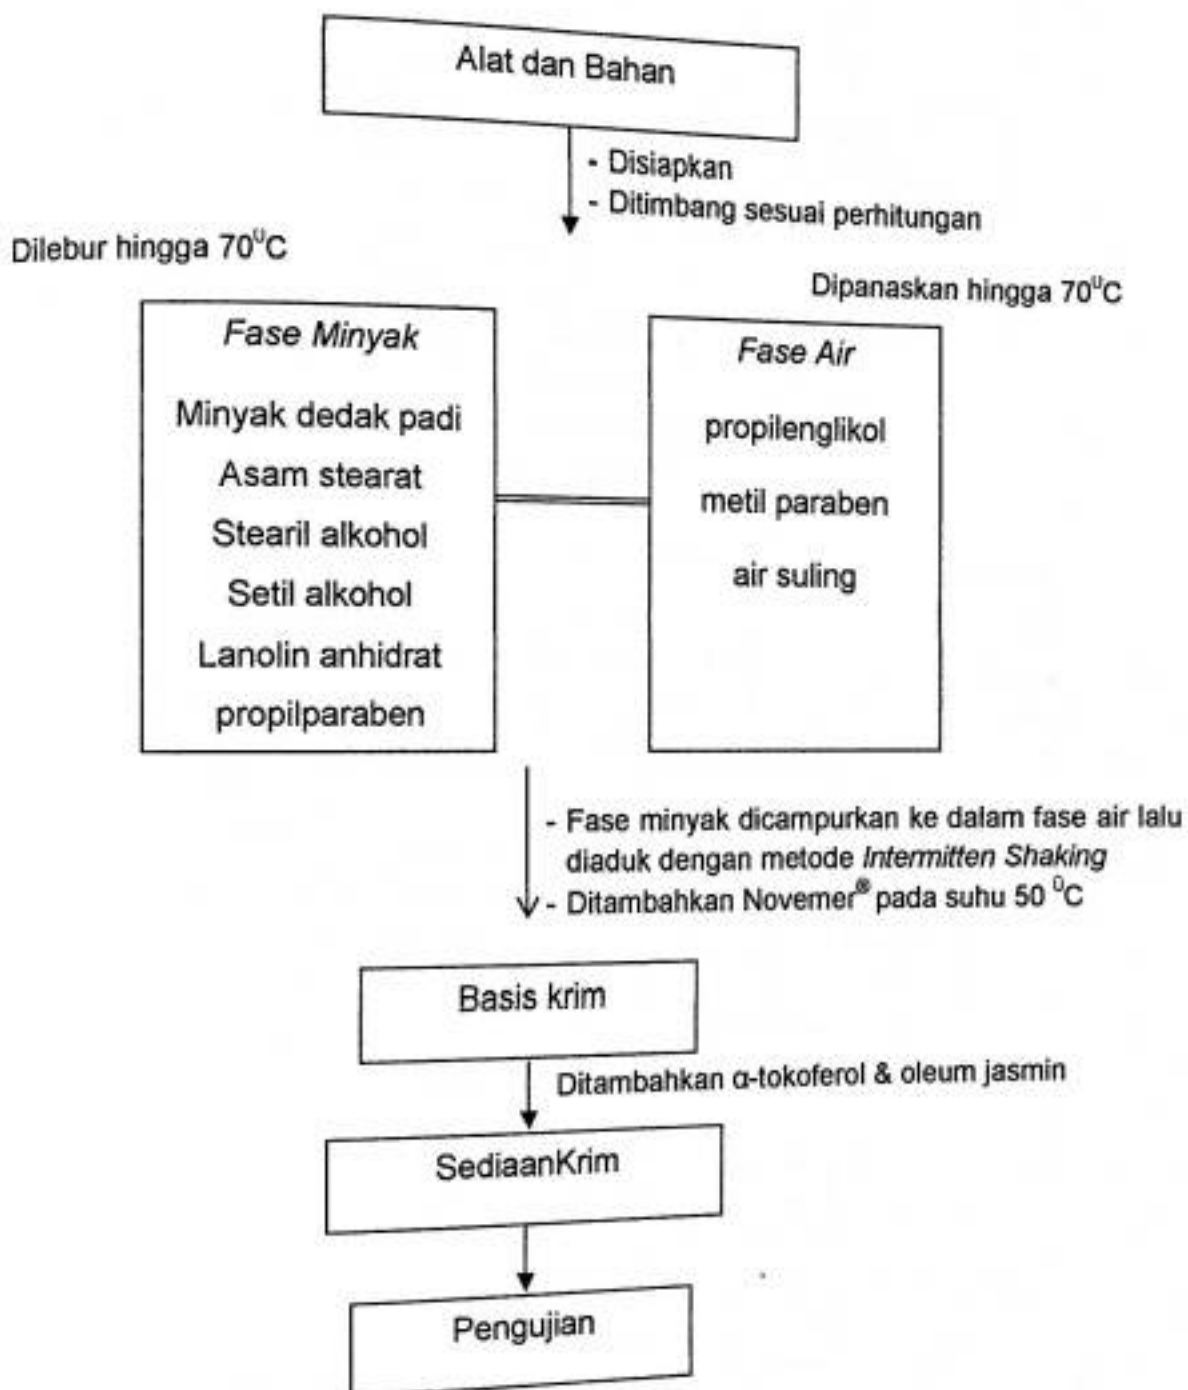 Alat dan Bahan
- Disiapkan
- Ditimbang sesuai perhitungan
Dilebur hingga 70⁰C
Dipanaskan hingga 70⁰C
Fase Minyak
Minyak dedak padi
Asam stearat
Stearil alkohol
Setil alkohol
Lanolin anhidrat
propilparaben
Fase Air
propilenglikol
metil paraben
air suling
- Fase minyak dicampurkan ke dalam fase air lalu
diaduk dengan metode Intermitten Shaking
- Ditambahkan Novemer® pada suhu 50 ⁰C
Basis krim
Ditambahkan α-tokoferol & oleum jasmin
SediaanKrim
Pengujian